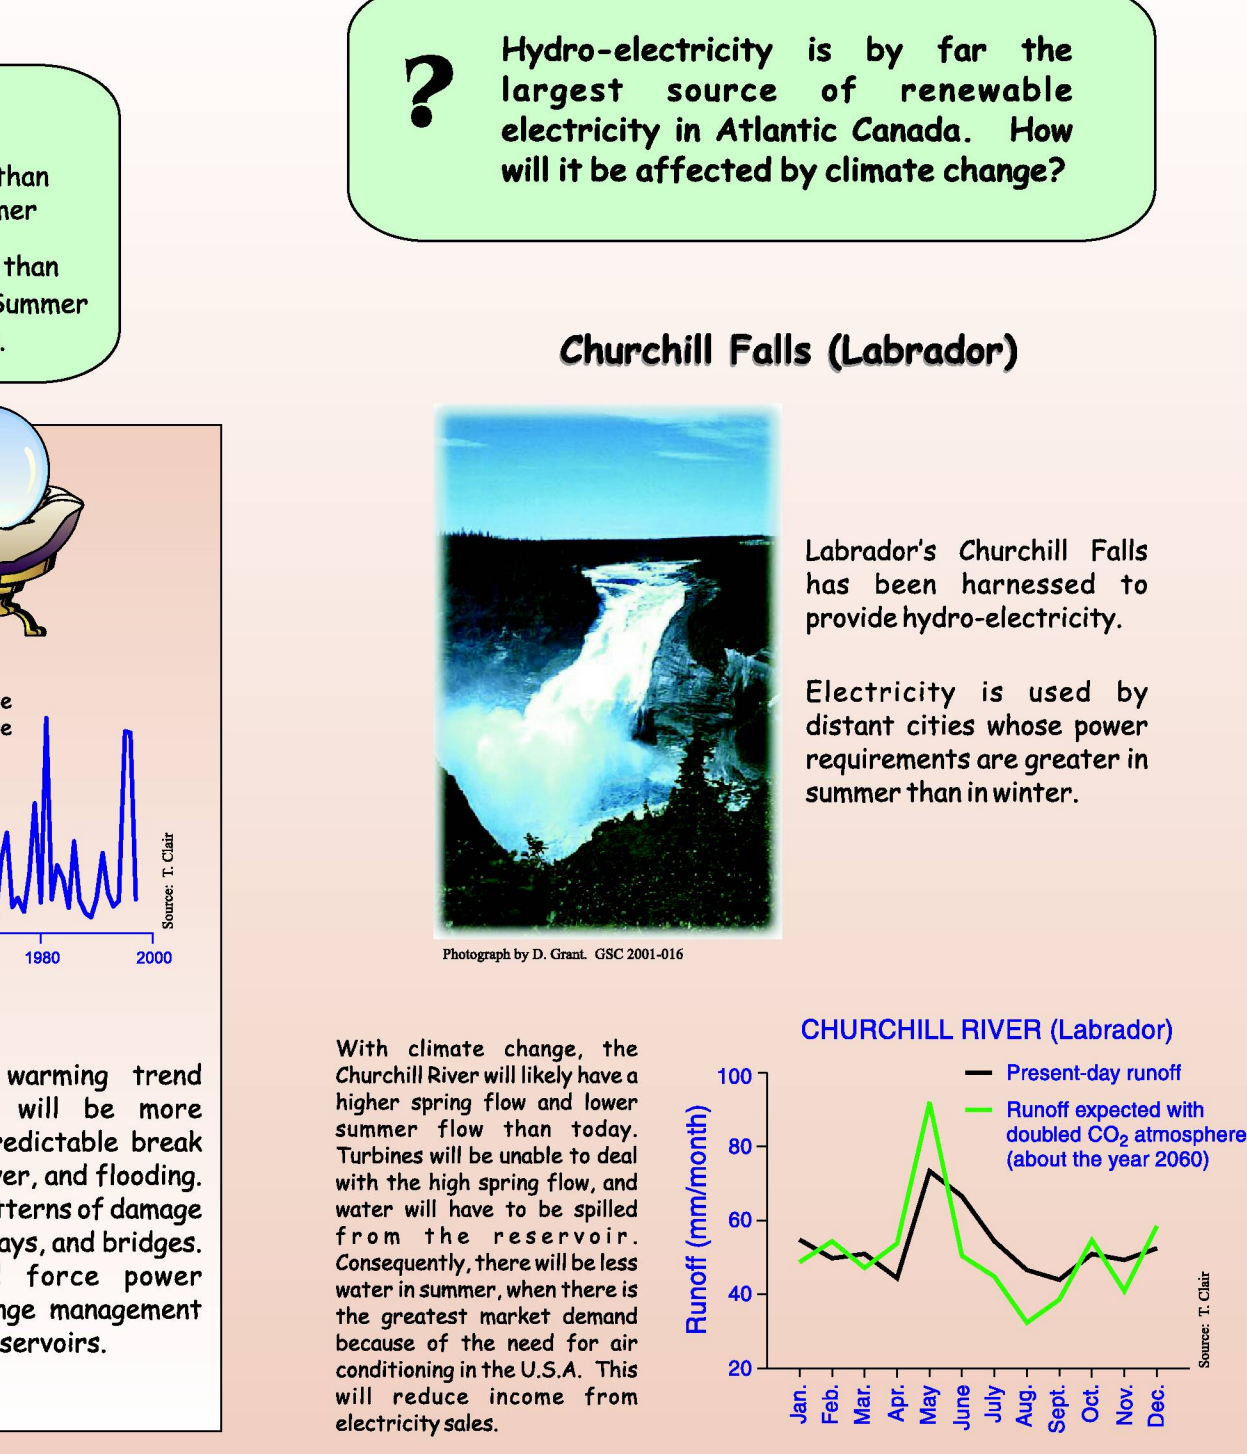 ?
Hydro-electricity is by far the
largest source of renewable
electricity in Atlantic Canada. How
will it be affected by climate change?
than
than
Summer
Churchill Falls (Labrador)
Labrador's Churchill Falls
has been harnessed to
provide hydro-electricity.
Electricity is used by
distant cities whose power
requirements are greater in
summer than in winter.
Photograph by D. Grant. GSC 2001-016
Source: T. Clair
1980
2000
warming trend
will be more
break
and flooding.
of damage
and bridges.
force power
management
With climate change, the
Churchill River will likely have a
higher spring flow and lower
summer flow than today.
Turbines will be unable to deal
with the high spring flow, and
water will have to be spilled
from the reservoir.
Consequently, there will be less
water in summer, when there is
the greatest market demand
because of the need for air
conditioning in the U.S.A. This
will reduce income from
electricity sales.
CHURCHILL RIVER (Labrador)
Present-day runoff
Runoff expected with
doubled CO₂ atmosphere
(about the year 2060)
Runoff (mm/month)
100
80
60
40
20
Jan. Feb. Mar. Apr. May June July Aug. Sept. Oct. Nov. Dec.
Source: T. Clair